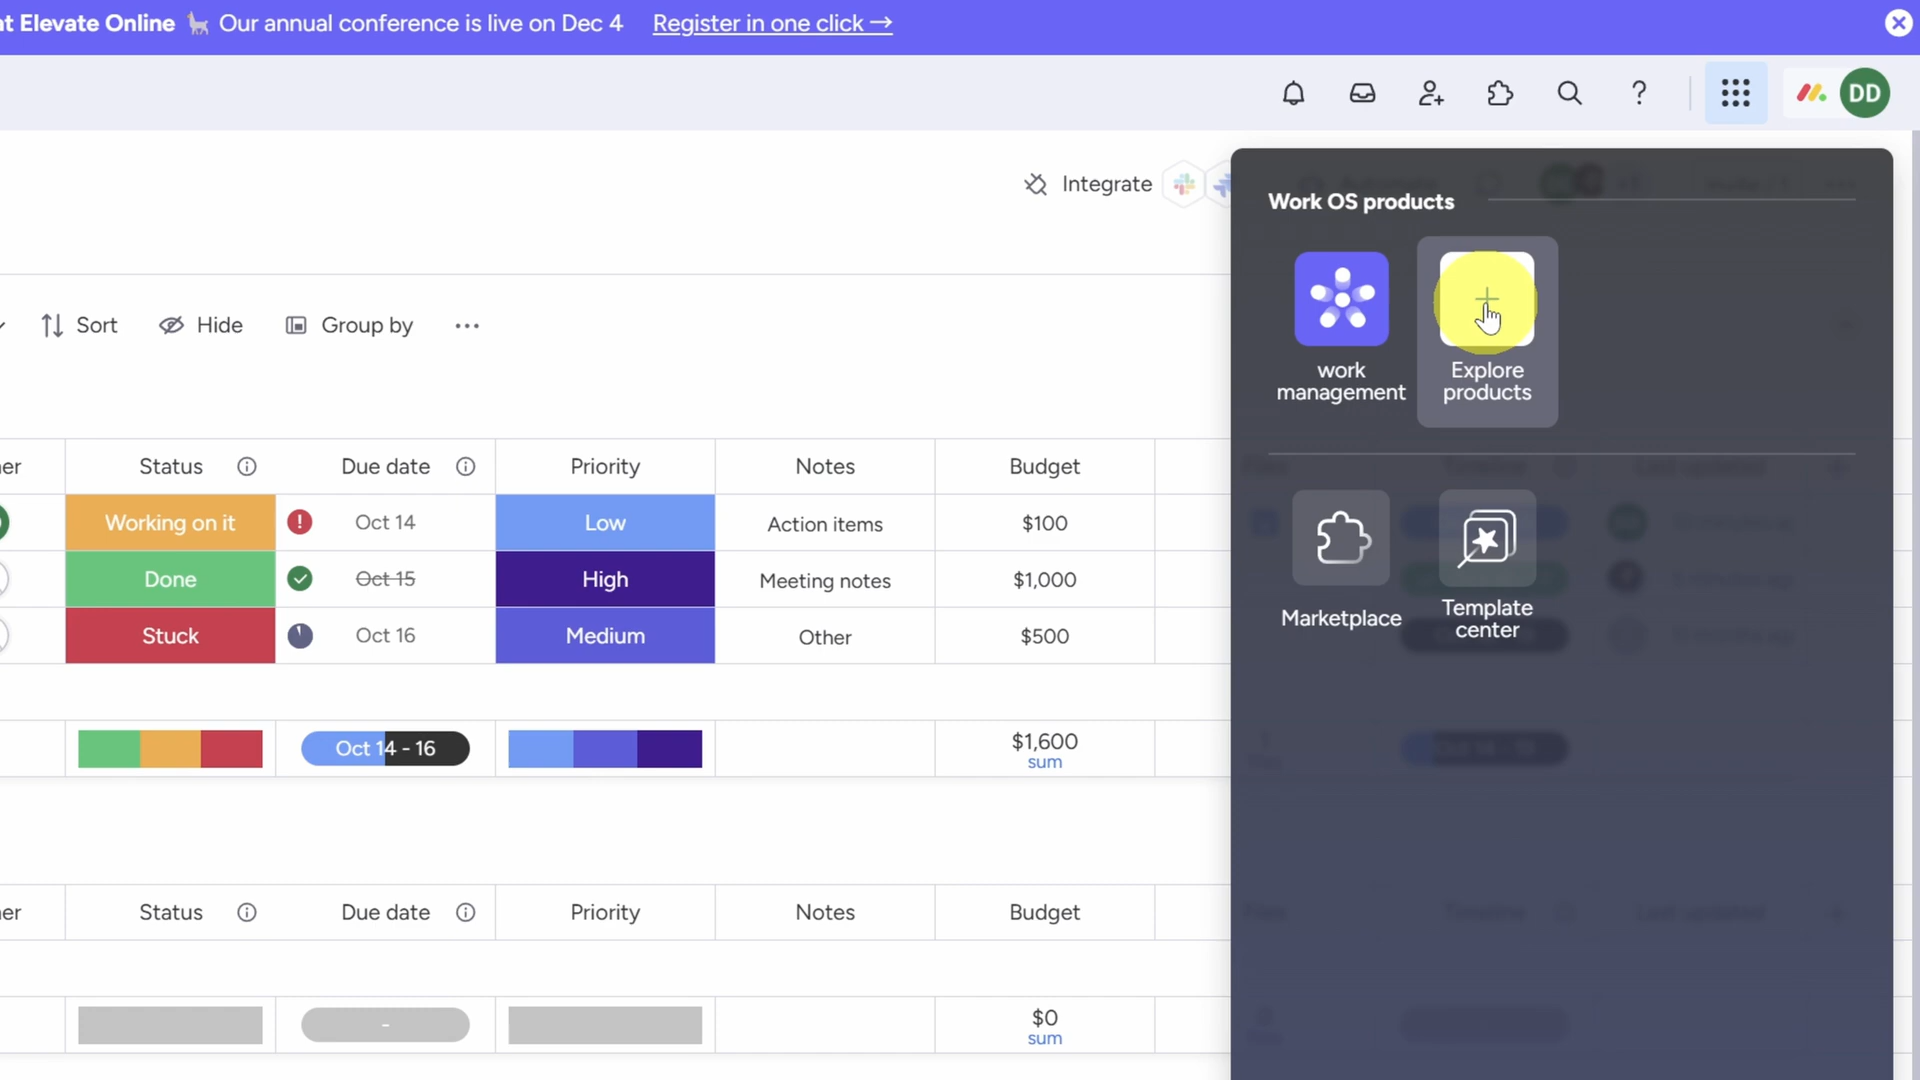 nt Elevate Online 🦙 Our annual conference is live on Dec 4 Register in one click →
DD
Integrate
Work OS products
work
management
Explore
products
Sort
Hide
Group by
Marketplace
Template
center
er
Status
Due date
Priority
Notes
Budget
Working on it
Oct 14
Low
Action items
$100
Done
Oct 15
High
Meeting notes
$1,000
Stuck
Oct 16
Medium
Other
$500
Oct 14 - 16
$1,600
sum
er
Status
Due date
Priority
Notes
Budget
-
$0
sum